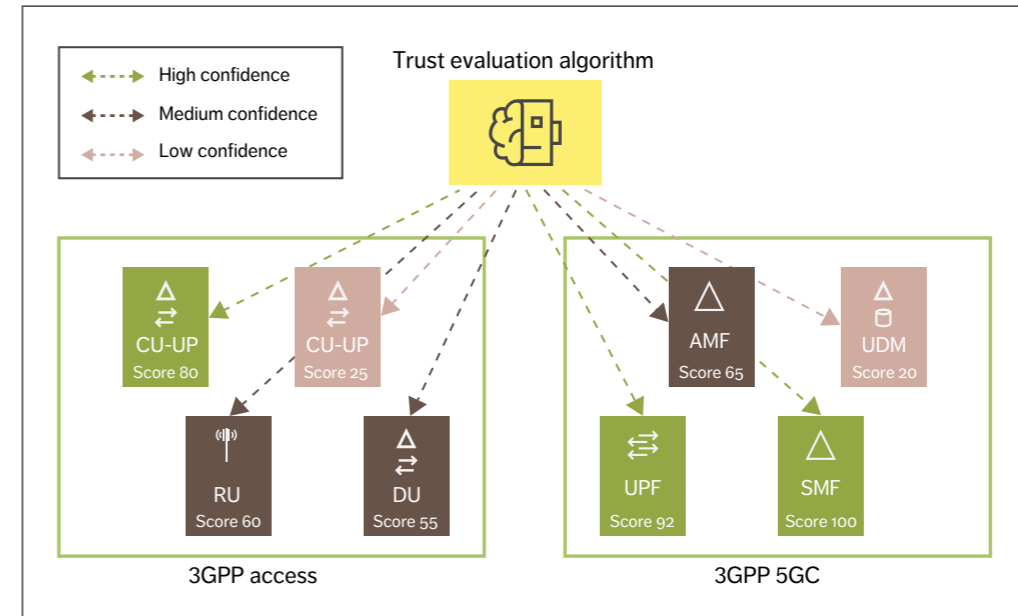 High confidence
Medium confidence
Low confidence
Trust evaluation algorithm
CU-UP
Score 80
CU-UP
Score 25
RU
Score 60
DU
Score 55
3GPP access
AMF
Score 65
UDM
Score 20
UPF
Score 92
SMF
Score 100
3GPP 5GC